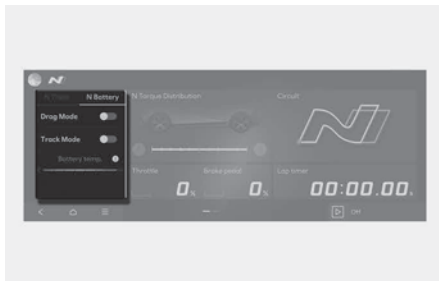 N
N Battery
N Torque Distribution
Circuit
Drag Mode
Track Mode
Battery temp.
Throttle
Brake pedal
Lap timer
0 %
0 %
00:00.00.
Off